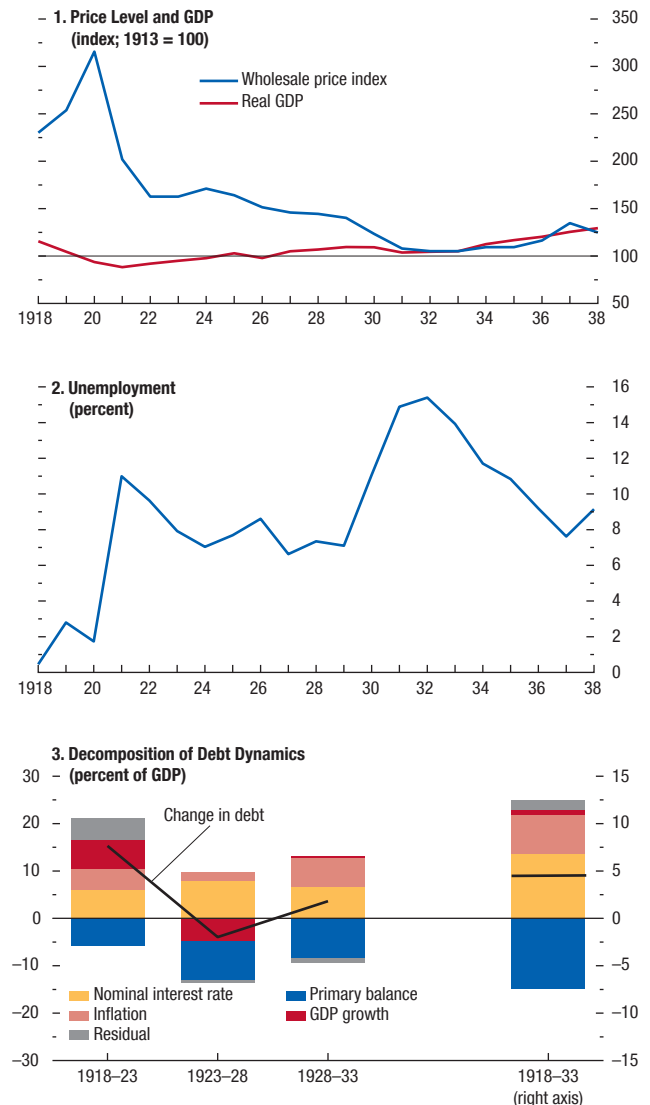 1. Price Level and GDP
(index; 1913 = 100)
Wholesale price index
Real GDP
350
300
250
200
150
100
50
1918 20 22 24 26 28 30 32 34 36 38
2. Unemployment
(percent)
16
14
12
10
8
6
4
2
0
1918 20 22 24 26 28 30 32 34 36 38
3. Decomposition of Debt Dynamics
(percent of GDP)
30
20
10
0
–10
–20
–30
Change in debt
15
10
5
0
–5
–10
–15
Nominal interest rate
Inflation
Residual
Primary balance
GDP growth
1918–23 1923–28 1928–33 1918–33
(right axis)